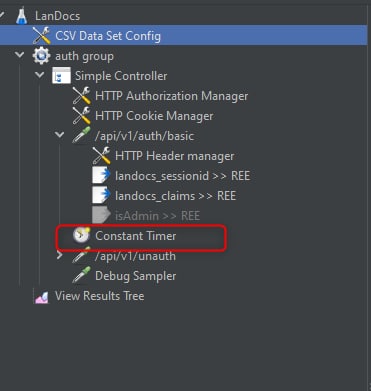 LanDocs
CSV Data Set Config
auth group
Simple Controller
HTTP Authorization Manager
HTTP Cookie Manager
/api/v1/auth/basic
HTTP Header manager
landocs_sessionid >> REE
landocs_claims >> REE
isAdmin >> REE
Constant Timer
/api/v1/unauth
Debug Sampler
View Results Tree